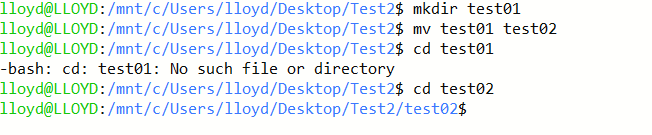 lloyd@LLOYD:/mnt/c/Users/lloyd/Desktop/Test2$ mkdir test01
lloyd@LLOYD:/mnt/c/Users/lloyd/Desktop/Test2$ mv test01 test02
lloyd@LLOYD:/mnt/c/Users/lloyd/Desktop/Test2$ cd test01
-bash: cd: test01: No such file or directory
lloyd@LLOYD:/mnt/c/Users/lloyd/Desktop/Test2$ cd test02
lloyd@LLOYD:/mnt/c/Users/lloyd/Desktop/Test2/test02$